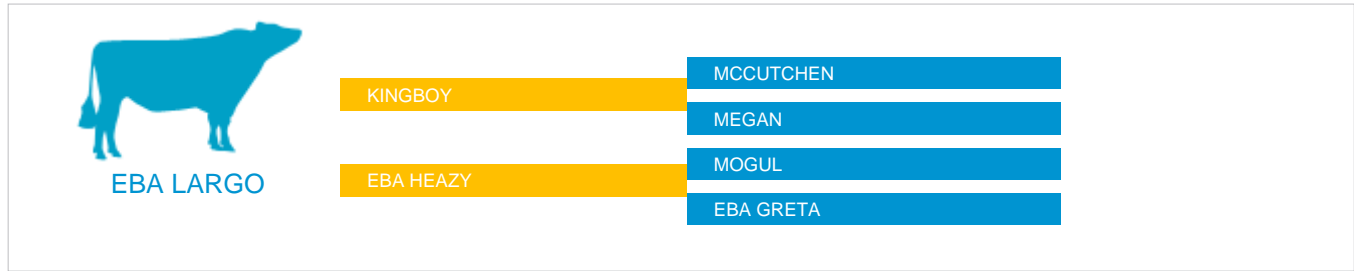 EBA LARGO
KINGBOY
EBA HEAZY
MCCUTCHEN
MEGAN
MOGUL
EBA GRETA